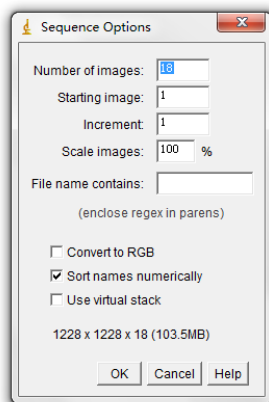 Sequence Options
Number of images: 18
Starting image: 1
Increment: 1
Scale images: 100 %
File name contains:
(enclose regex in parens)
Convert to RGB
Sort names numerically
Use virtual stack
1228 x 1228 x 18 (103.5MB)
OK Cancel Help